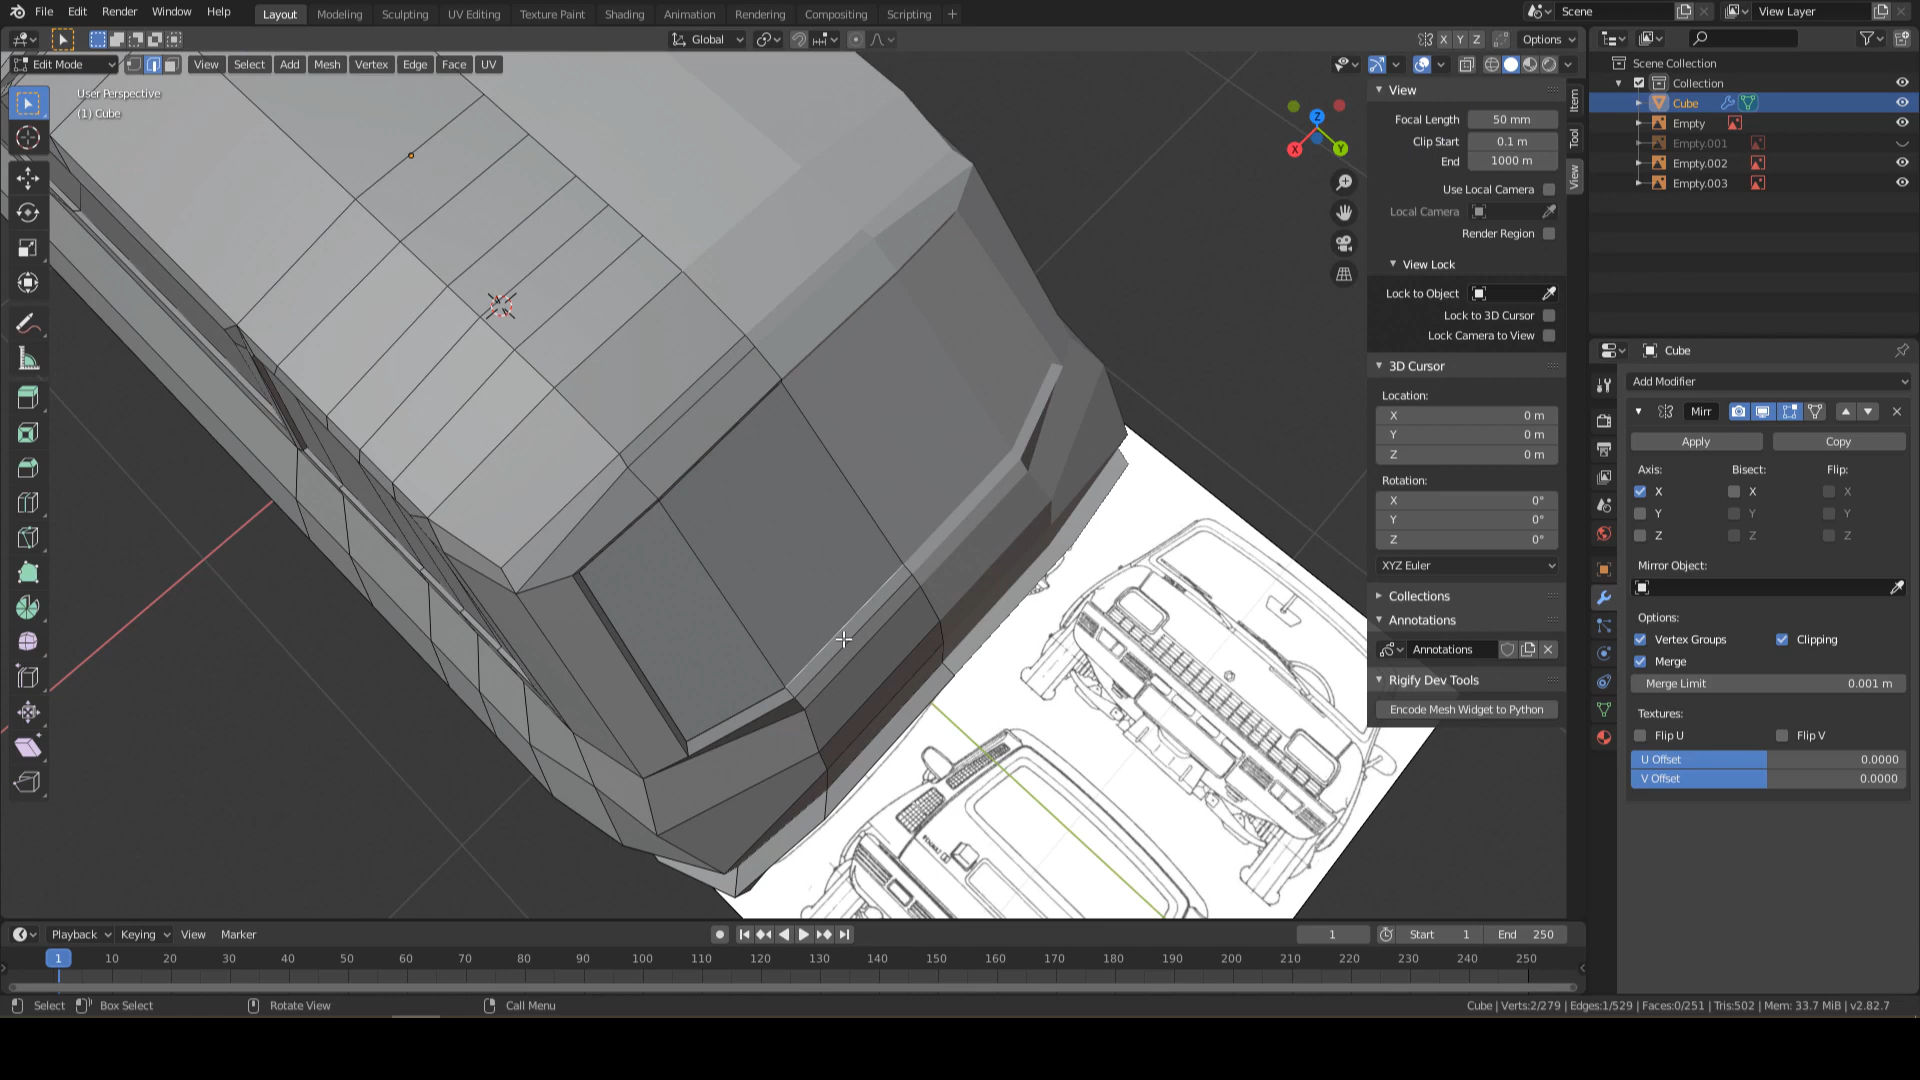 File Edit Render Window Help
Layout Modeling Sculpting UV Editing Texture Paint Shading Animation Rendering Compositing Scripting +
Scene
View Layer
Global
X Y Z
Options
Edit Mode
View Select Add Mesh Vertex Edge Face UV
User Perspective
(1) Cube
Z
X
Y
View
Focal Length 50 mm
Clip Start 0.1 m
End 1000 m
Use Local Camera
Local Camera
Render Region
View Lock
Lock to Object
Lock to 3D Cursor
Lock Camera to View
3D Cursor
Location:
X 0 m
Y 0 m
Z 0 m
Rotation:
X 0°
Y 0°
Z 0°
XYZ Euler
Collections
Annotations
Annotations
Rigify Dev Tools
Encode Mesh Widget to Python
Item
Tool
View
Scene Collection
Collection
Cube
Empty
Empty.001
Empty.002
Empty.003
Cube
Add Modifier
Mirr
Apply Copy
Axis: Bisect: Flip:
X X X
Y Y Y
Z Z Z
Mirror Object:
Options:
Vertex Groups Clipping
Merge
Merge Limit 0.001 m
Textures:
Flip U Flip V
U Offset 0.0000
V Offset 0.0000
Playback Keying View Marker
1 Start 1 End 250
1 10 20 30 40 50 60 70 80 90 100 110 120 130 140 150 160 170 180 190 200 210 220 230 240 250
Select Box Select Rotate View Call Menu
Cube | Verts:2/279 | Edges:1/529 | Faces:0/251 | Tris:502 | Mem: 33.7 MiB | v2.82.7